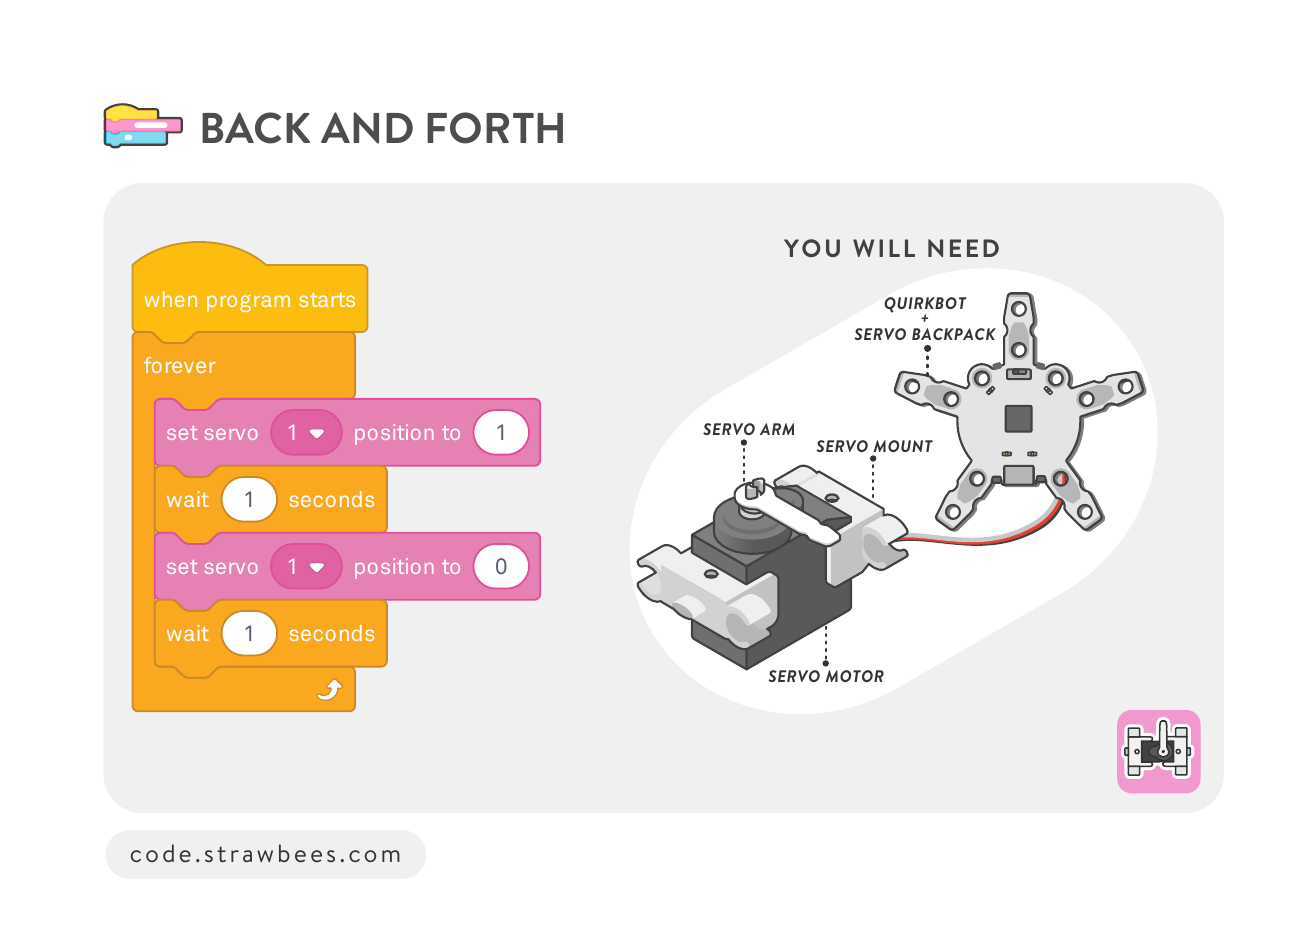 BACK AND FORTH
when program starts
forever
set servo 1 position to 1
wait 1 seconds
set servo 1 position to 0
wait 1 seconds
YOU WILL NEED
QUIRKBOT
+
SERVO BACKPACK
SERVO ARM
SERVO MOUNT
SERVO MOTOR
code.strawbees.com